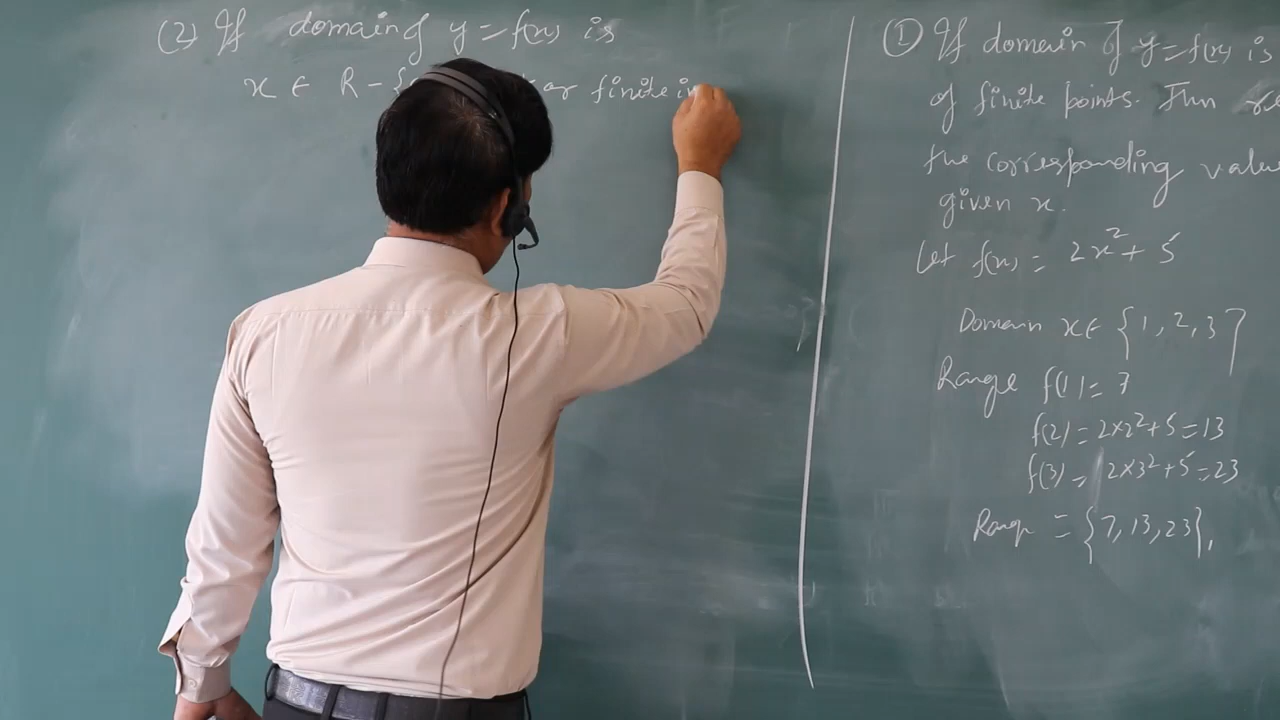 (2) If domain of y = f(x) is
x ∈ R - { or finite in
① If domain of y = f(x) is
of finite points. Then
the corresponding value
given x.
Let f(x) = 2x² + 5
Domain x ∈ {1, 2, 3}
Range f(1) = 7
f(2) = 2×2²+5 = 13
f(3) = 2×3²+5 = 23
Range = {7, 13, 23},